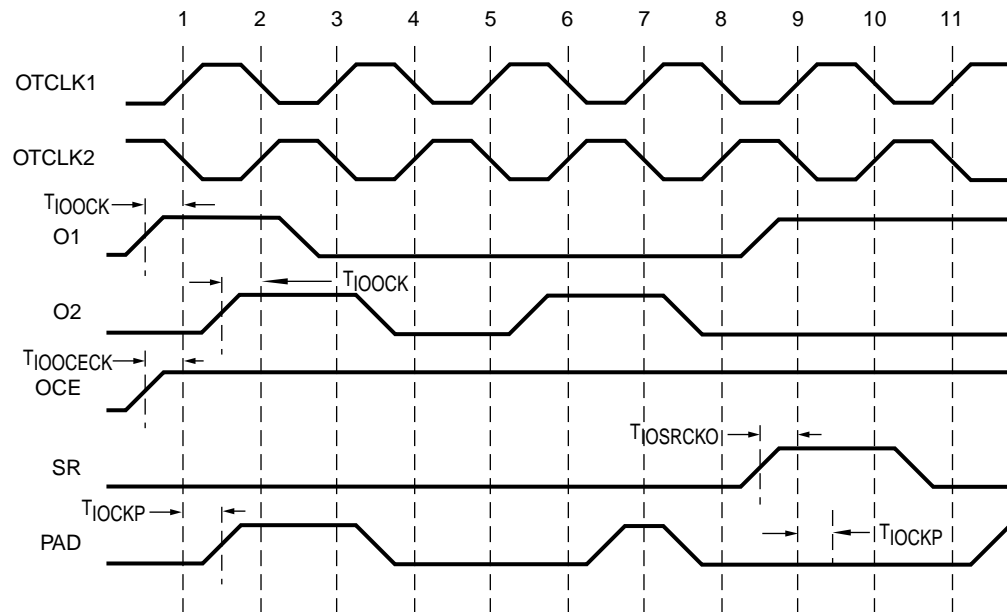 1 2 3 4 5 6 7 8 9 10 11
OTCLK1
OTCLK2
TIOOCK
O1
TIOOCK
O2
TIOOCECK
OCE
TIOSRCKO
SR
TIOCKP
PAD
TIOCKP